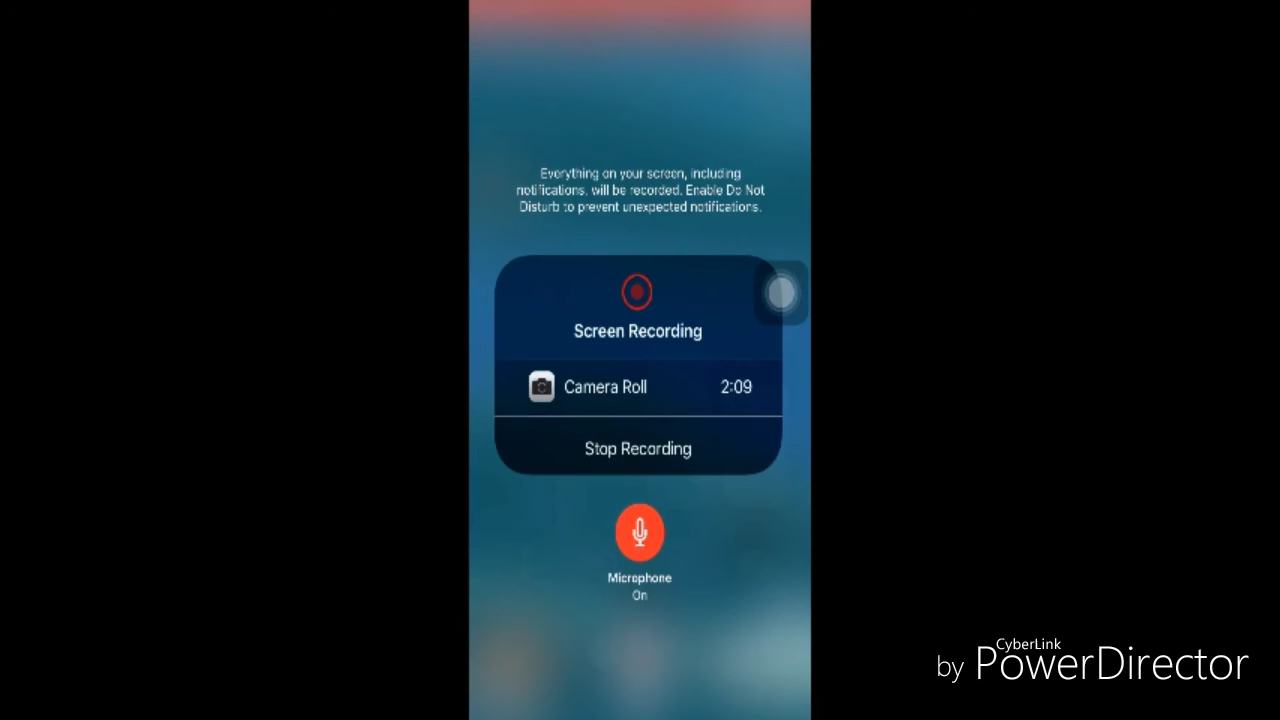 Everything on your screen, including
notifications, will be recorded. Enable Do Not
Disturb to prevent unexpected notifications.
Screen Recording
Camera Roll 2:09
Stop Recording
Microphone
On
CyberLink
by PowerDirector